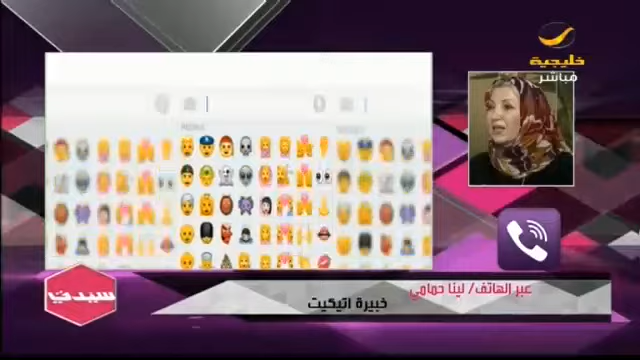 خليجية
مباشر
عبر الهاتف/ لينا حمامي
خبيرة اتيكيت
سيدتي